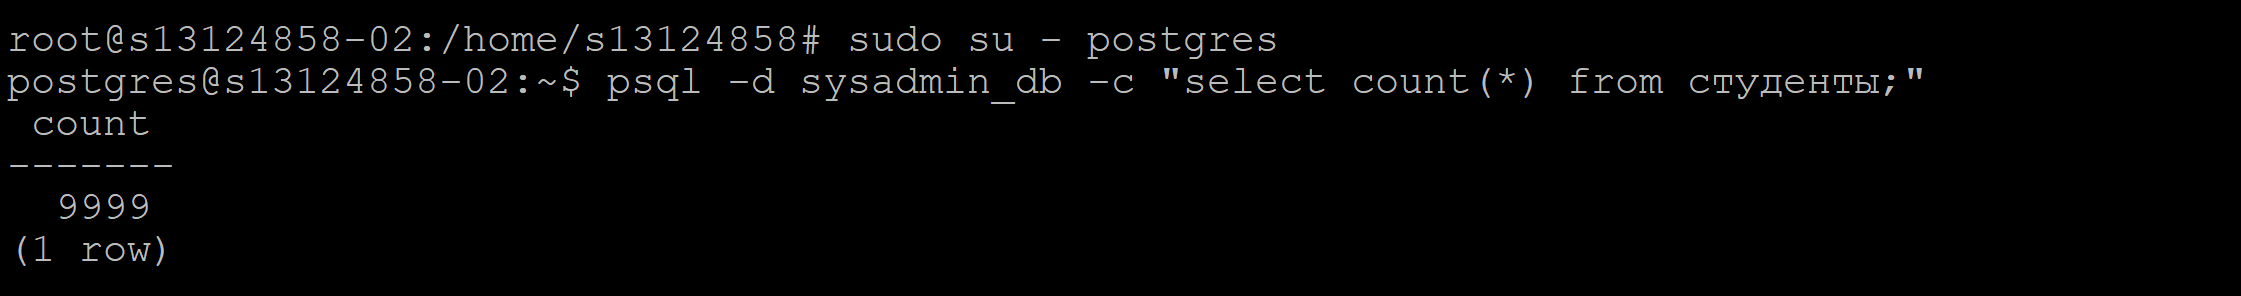 root@s13124858-02:/home/s13124858# sudo su - postgres
postgres@s13124858-02:~$ psql -d sysadmin_db -c "select count(*) from студенты;"
 count
-------
  9999
(1 row)